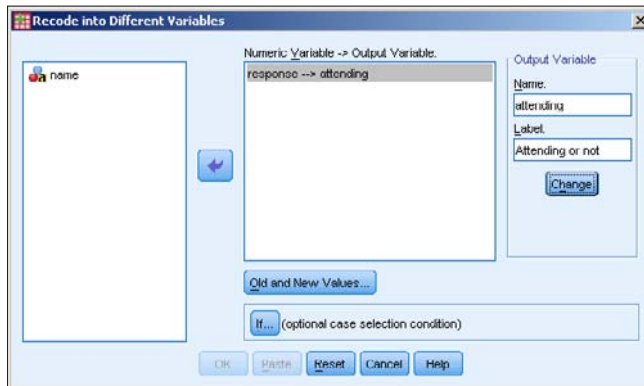 Recode into Different Variables
name
Numeric Variable -> Output Variable:
response --> attending
Output Variable
Name:
attending
Label:
Attending or not
Change
Old and New Values...
If... (optional case selection condition)
OK Paste Reset Cancel Help